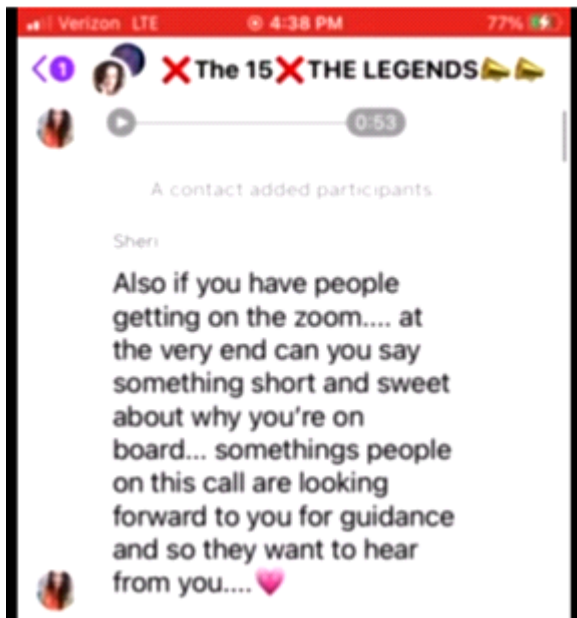 Verizon LTE 4:38 PM 77%
1 ❌The 15❌THE LEGENDS📣📣
0:53
A contact added participants.
Sheri
Also if you have people
getting on the zoom.... at
the very end can you say
something short and sweet
about why you're on
board... somethings people
on this call are looking
forward to you for guidance
and so they want to hear
from you....💗